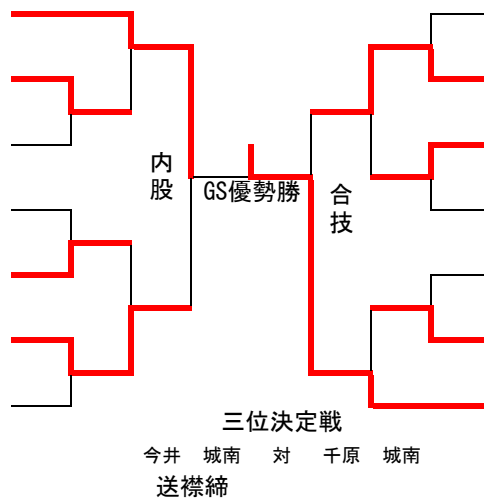 内股
GS優勢勝
合技
三位決定戦
今井 城南 対 千原 城南
送襟締